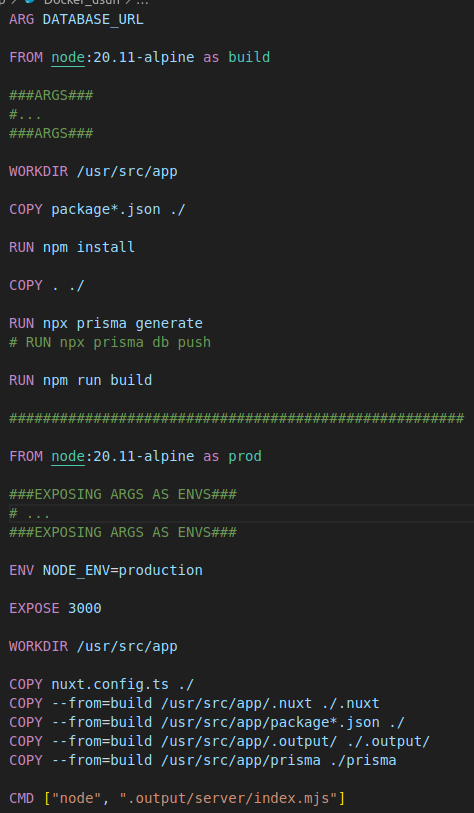 ARG DATABASE_URL
FROM node:20.11-alpine as build
###ARGS###
#...
###ARGS###
WORKDIR /usr/src/app
COPY package*.json ./
RUN npm install
COPY . ./
RUN npx prisma generate
# RUN npx prisma db push
RUN npm run build
######################################################
FROM node:20.11-alpine as prod
###EXPOSING ARGS AS ENVS###
# ...
###EXPOSING ARGS AS ENVS###
ENV NODE_ENV=production
EXPOSE 3000
WORKDIR /usr/src/app
COPY nuxt.config.ts ./
COPY --from=build /usr/src/app/.nuxt ./.nuxt
COPY --from=build /usr/src/app/package*.json ./
COPY --from=build /usr/src/app/.output/ ./.output/
COPY --from=build /usr/src/app/prisma ./prisma
CMD ["node", ".output/server/index.mjs"]